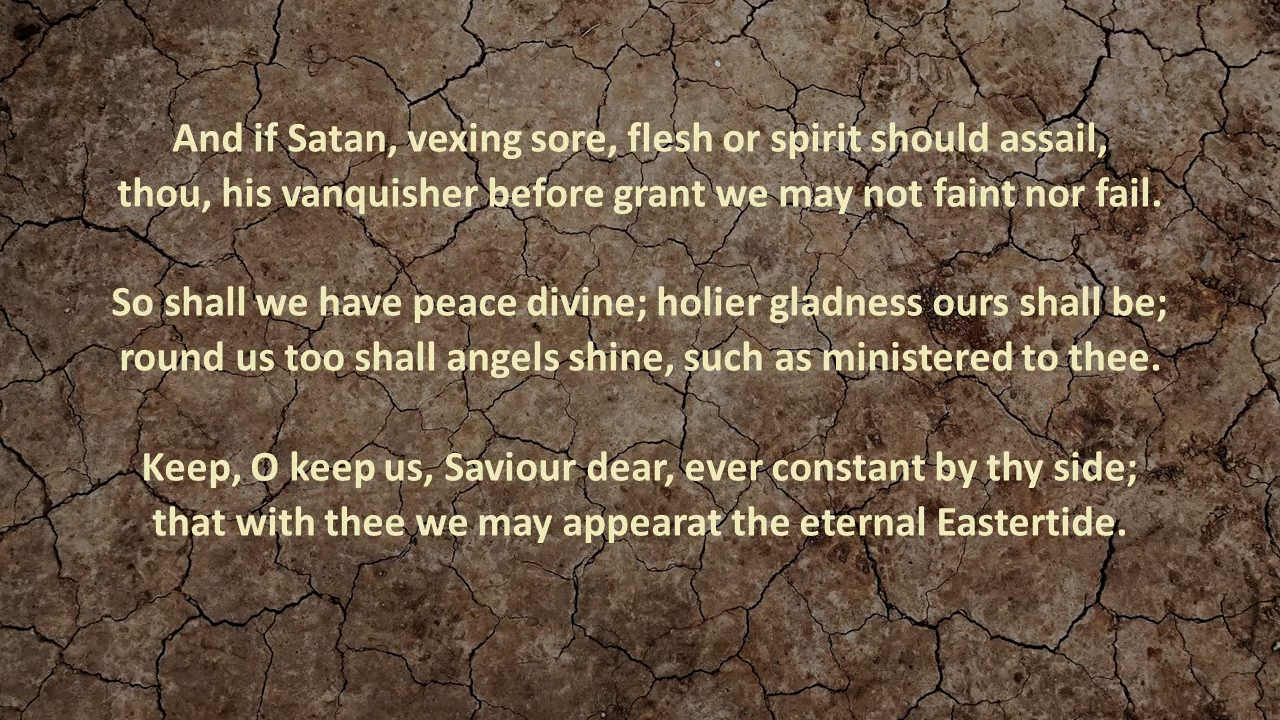 And if Satan, vexing sore, flesh or spirit should assail,
thou, his vanquisher before grant we may not faint nor fail.
So shall we have peace divine; holier gladness ours shall be;
round us too shall angels shine, such as ministered to thee.
Keep, O keep us, Saviour dear, ever constant by thy side;
that with thee we may appearat the eternal Eastertide.